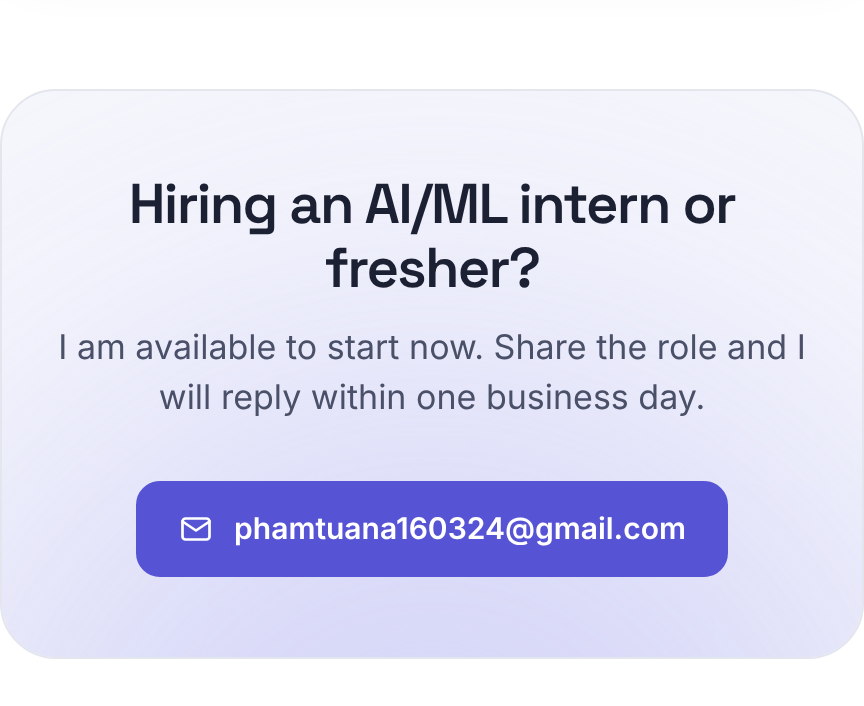 Hiring an AI/ML intern or
fresher?
I am available to start now. Share the role and I
will reply within one business day.
phamtuana160324@gmail.com